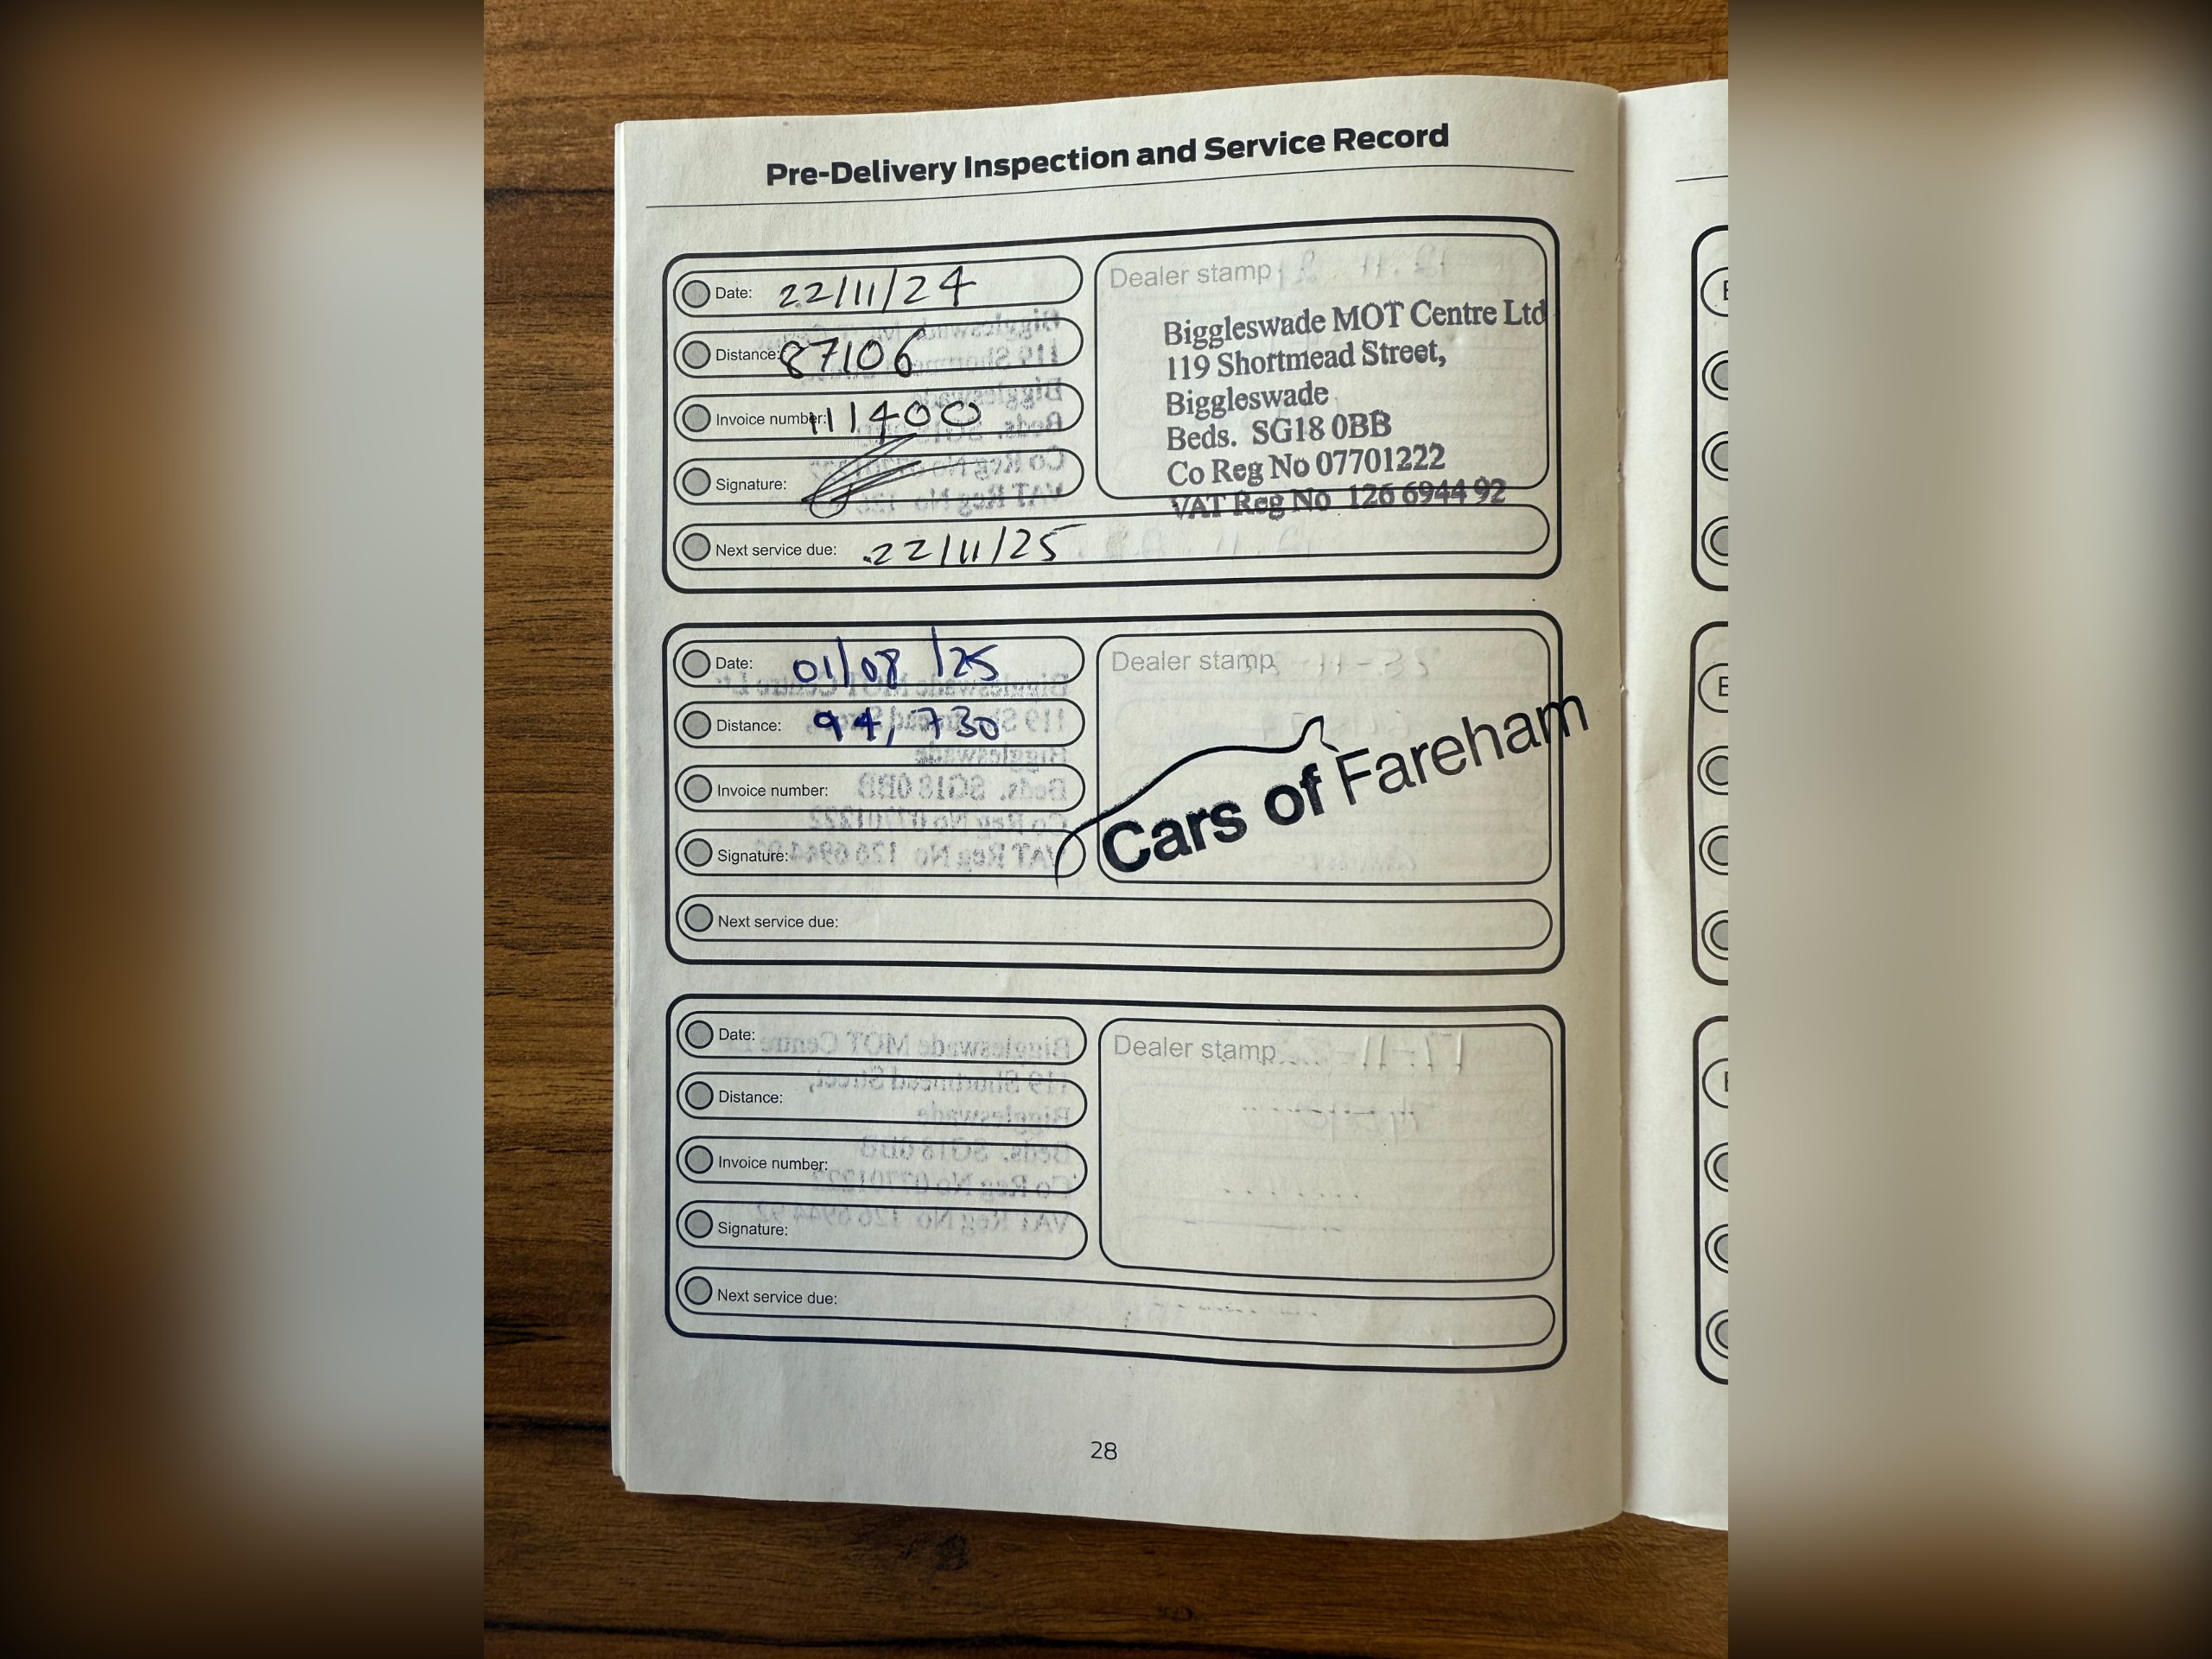 Pre-Delivery Inspection and Service Record
Date: 22/11/24
Distance: 87106
Invoice number: 111400
Signature:
Next service due: 22/11/25
Dealer stamp
Biggleswade MOT Centre Ltd
119 Shortmead Street,
Biggleswade
Beds. SG18 0BB
Co Reg No 07701222
VAT Reg No 126 6944 92
Date: 01/08/25
Distance: 94,730
Invoice number:
Signature:
Next service due:
Dealer stamp
Cars of Fareham
Date:
Distance:
Invoice number:
Signature:
Next service due:
Dealer stamp
28